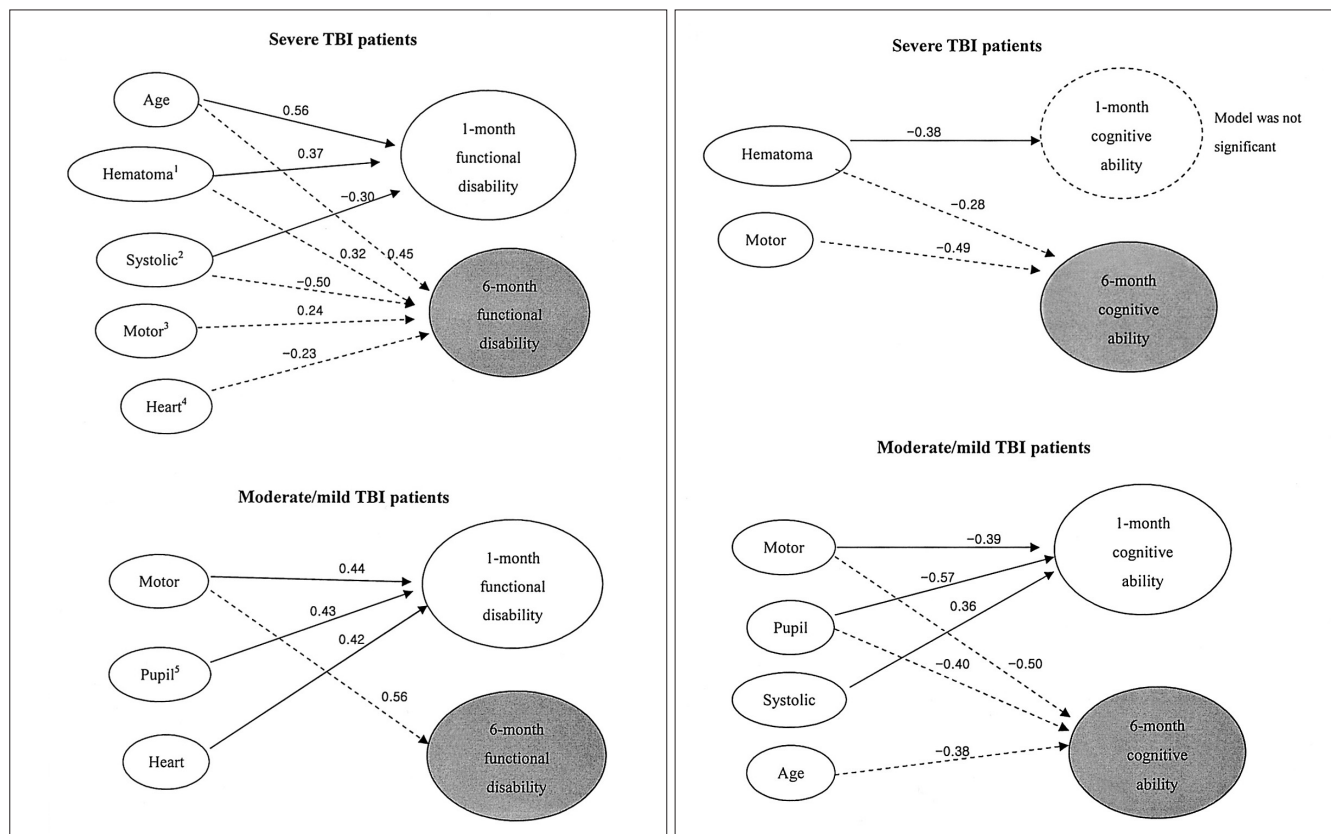 Severe TBI patients
Age
0.56
1-month
functional
disability
Hematoma1
0.37
−0.30
Systolic2
0.32
0.45
−0.50
6-month
functional
disability
Motor3
0.24
−0.23
Heart4
Moderate/mild TBI patients
Motor
0.44
1-month
functional
disability
0.43
0.42
Pupil5
0.56
6-month
functional
disability
Heart
Severe TBI patients
Hematoma
−0.38
1-month
cognitive
ability
Model was not
significant
−0.28
Motor
−0.49
6-month
cognitive
ability
Moderate/mild TBI patients
Motor
−0.39
1-month
cognitive
ability
−0.57
0.36
Pupil
−0.40
−0.50
Systolic
6-month
cognitive
ability
Age
−0.38